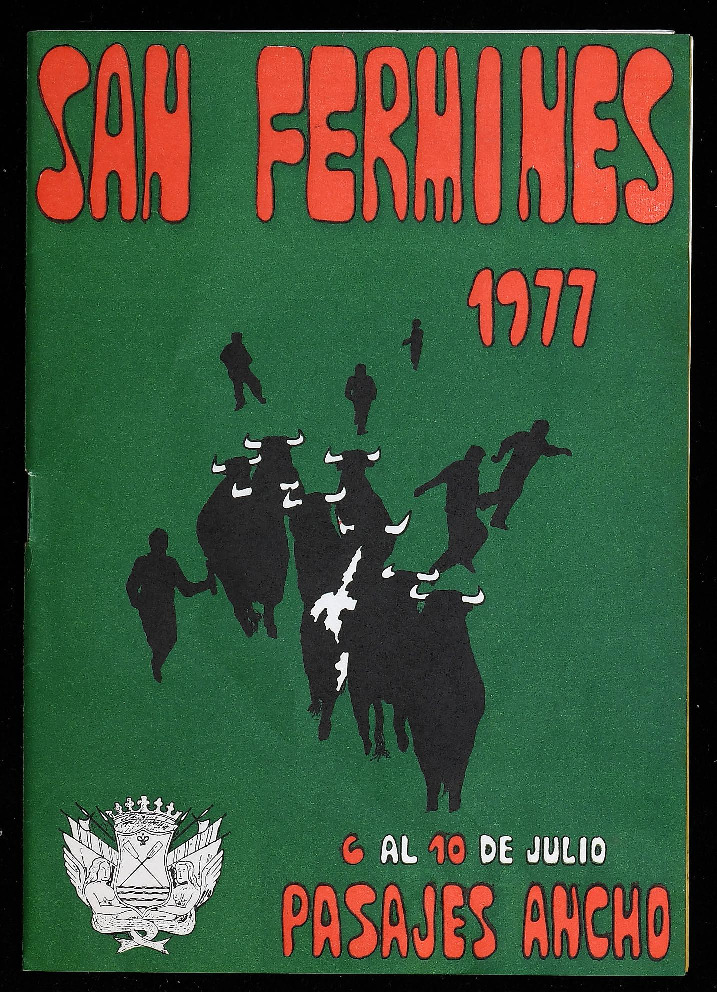 SAN FERMINES
1977
6 AL 10 DE JULIO
PASAJES ANCHO